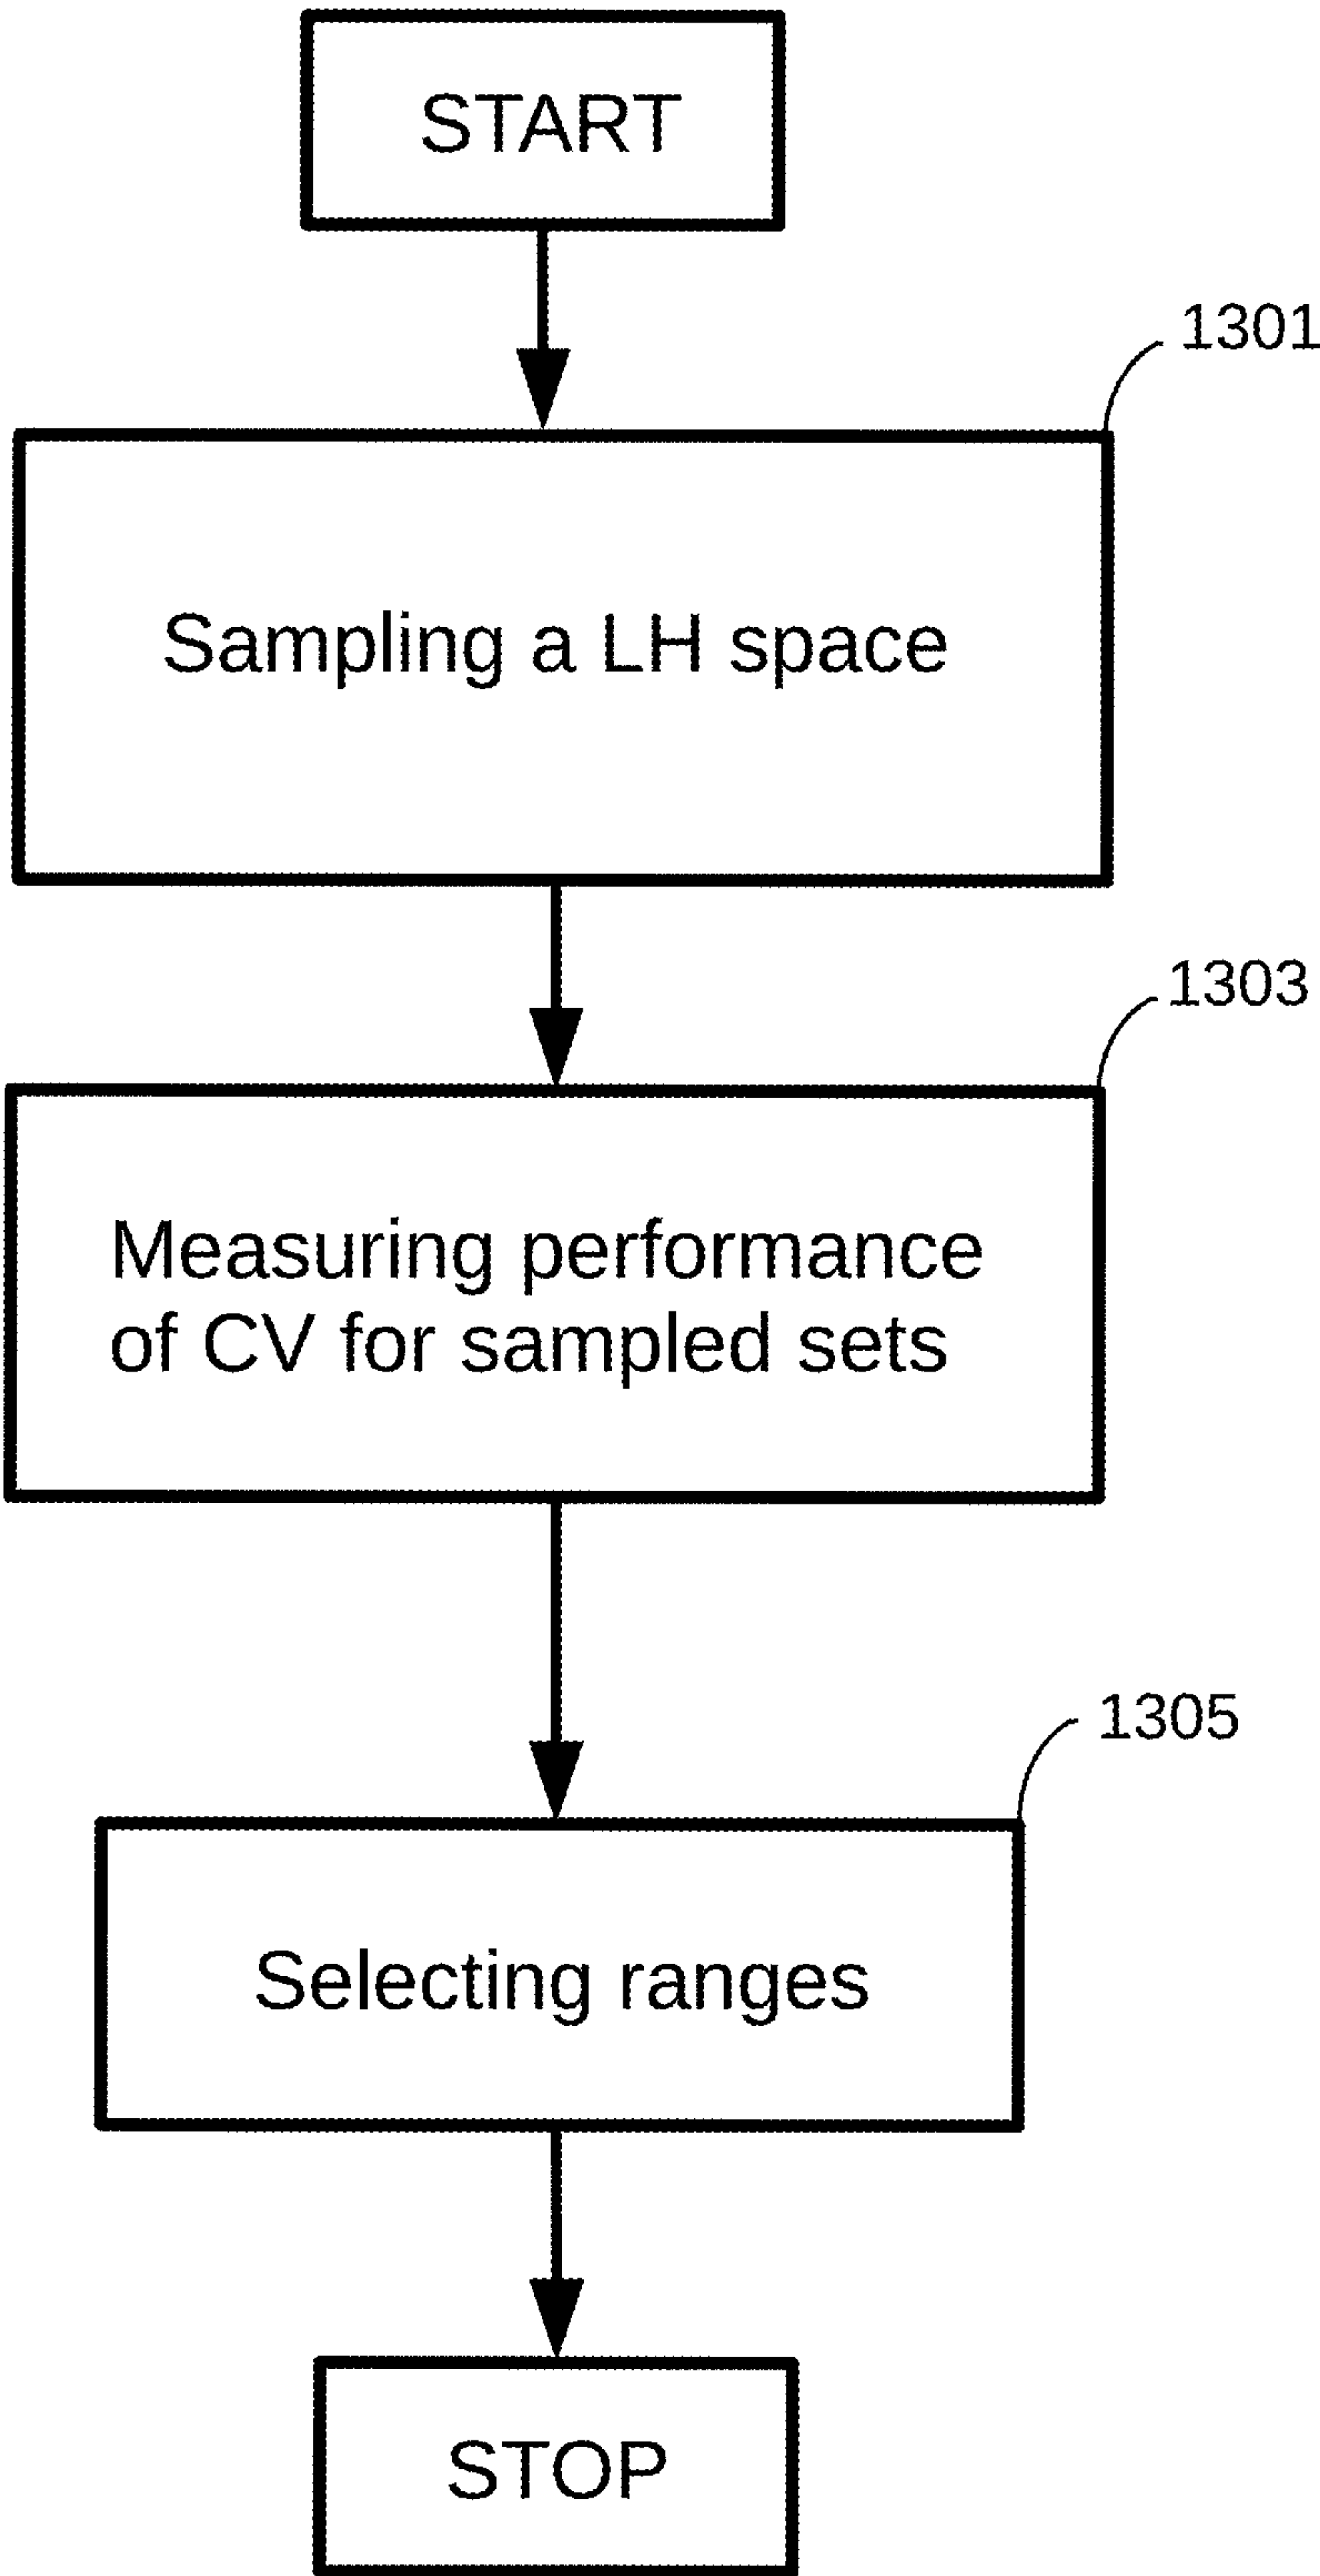 START
1301
Sampling a LH space
1303
Measuring performance
of CV for sampled sets
1305
Selecting ranges
STOP